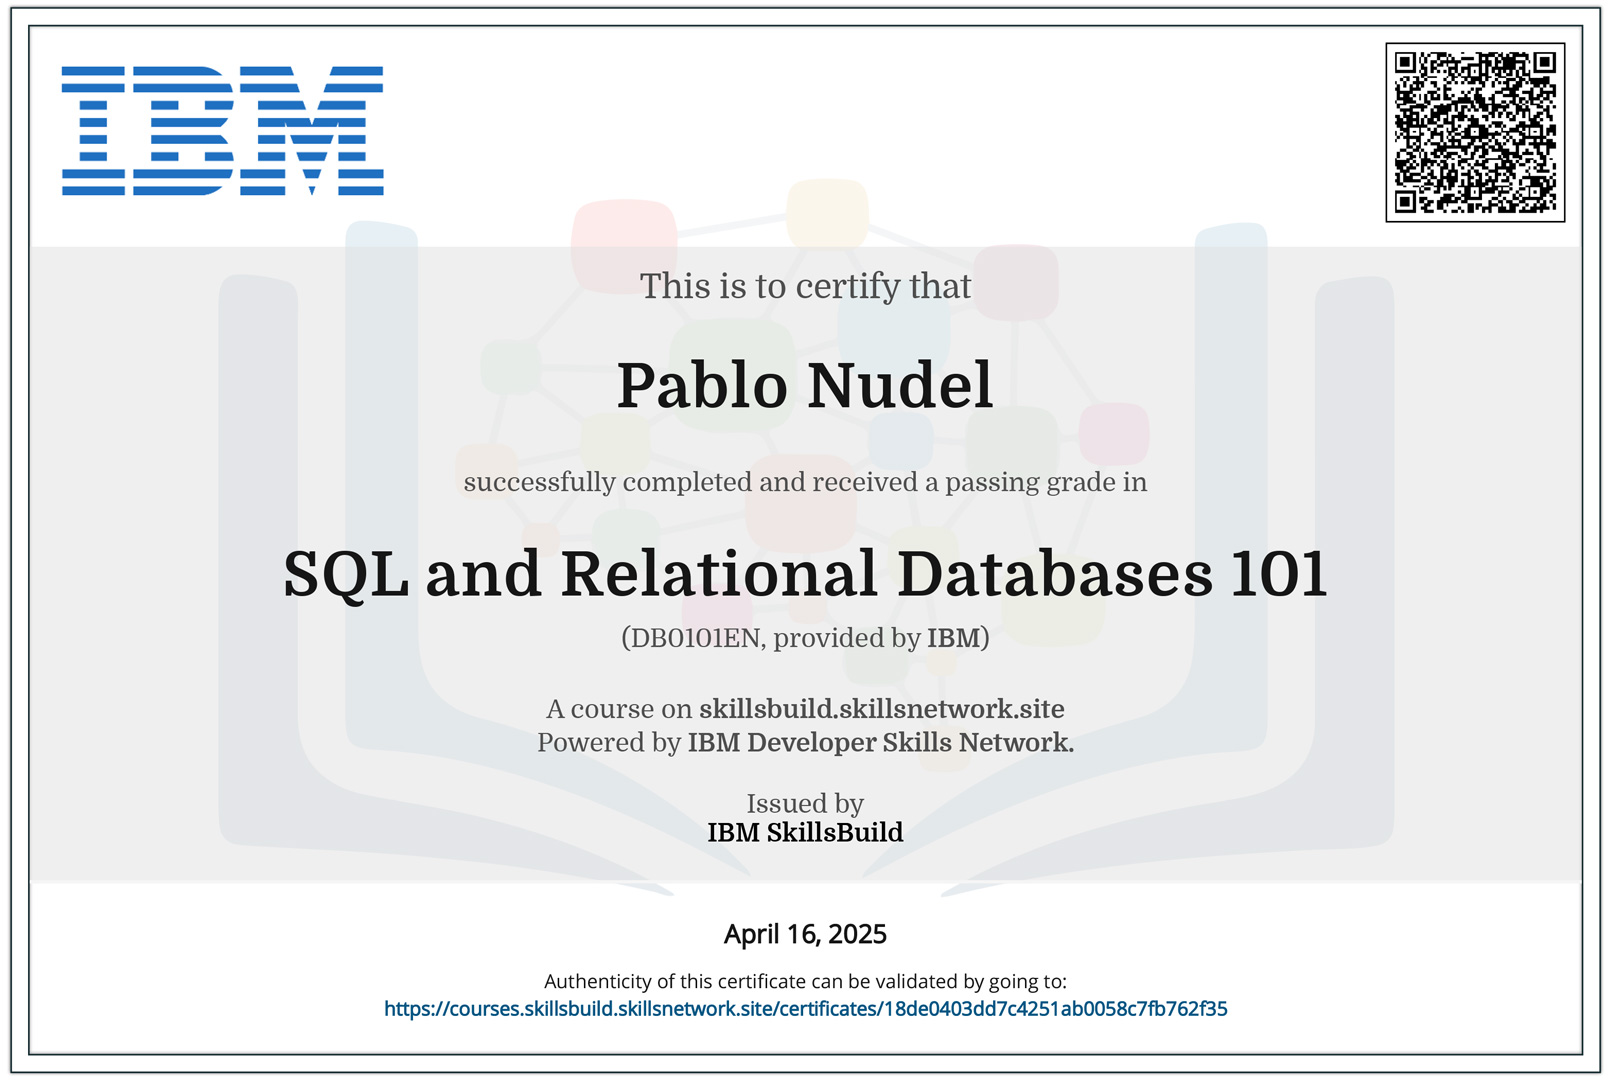 IBM
This is to certify that
Pablo Nudel
successfully completed and received a passing grade in
SQL and Relational Databases 101
(DB0101EN, provided by IBM)
A course on skillsbuild.skillsnetwork.site
Powered by IBM Developer Skills Network.
Issued by
IBM SkillsBuild
April 16, 2025
Authenticity of this certificate can be validated by going to:
https://courses.skillsbuild.skillsnetwork.site/certificates/18de0403dd7c4251ab0058c7fb762f35